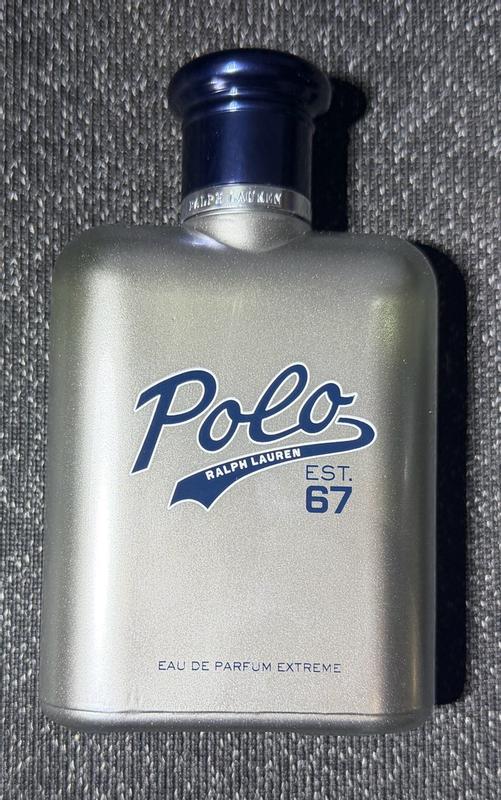 RALPH LAUREN
Polo
RALPH LAUREN
EST.
67
EAU DE PARFUM EXTREME